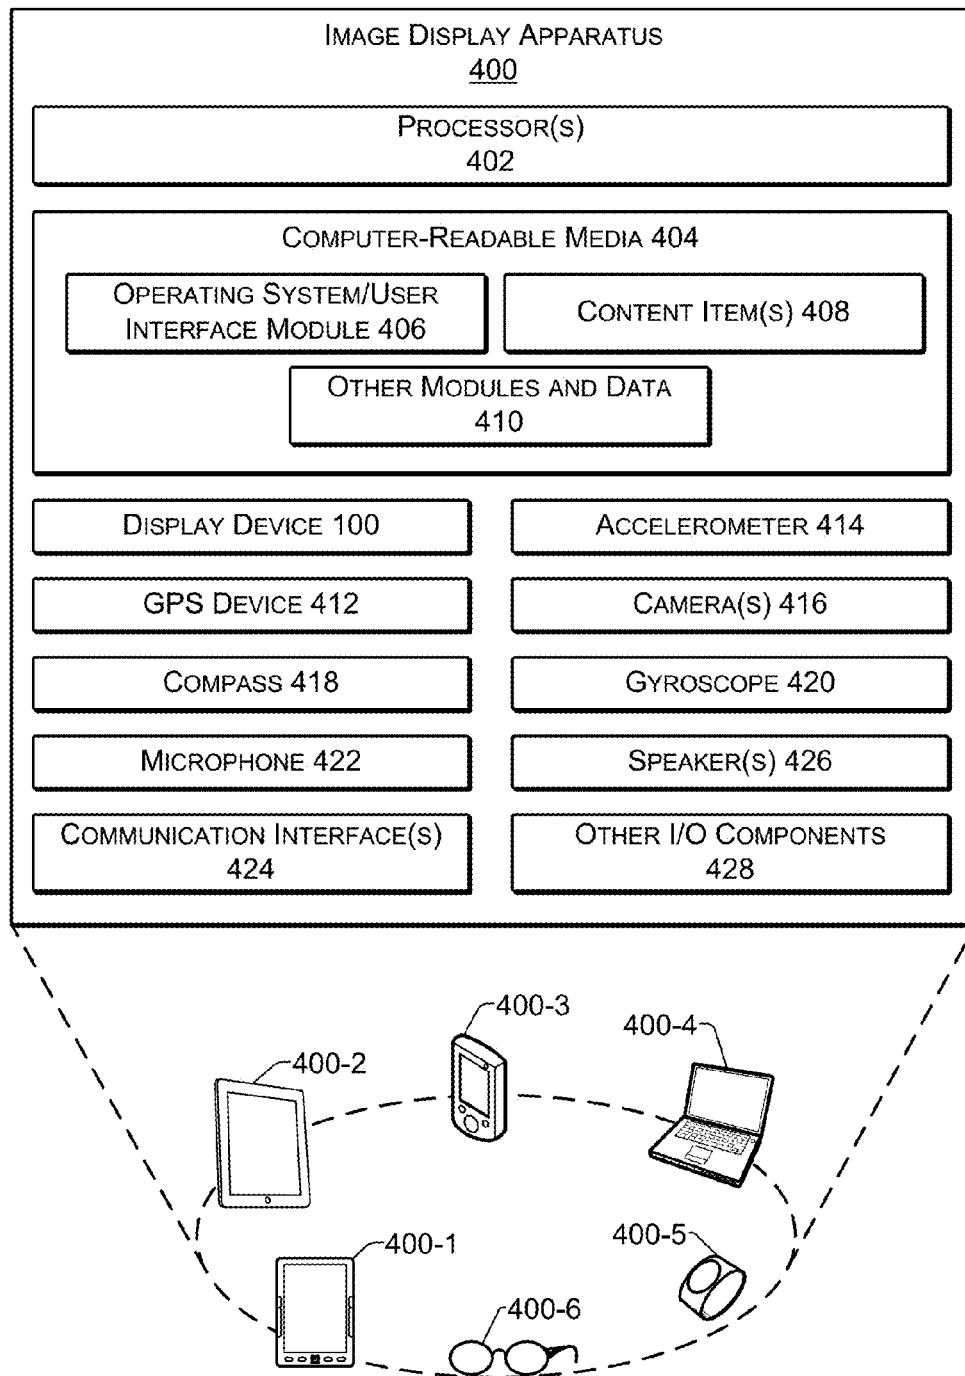 IMAGE DISPLAY APPARATUS
400
PROCESSOR(S)
402
COMPUTER-READABLE MEDIA 404
OPERATING SYSTEM/USER
INTERFACE MODULE 406
CONTENT ITEM(S) 408
OTHER MODULES AND DATA
410
DISPLAY DEVICE 100
ACCELEROMETER 414
GPS DEVICE 412
CAMERA(S) 416
COMPASS 418
GYROSCOPE 420
MICROPHONE 422
SPEAKER(S) 426
COMMUNICATION INTERFACE(S)
424
OTHER I/O COMPONENTS
428
400-3
400-4
400-2
400-1
400-5
400-6